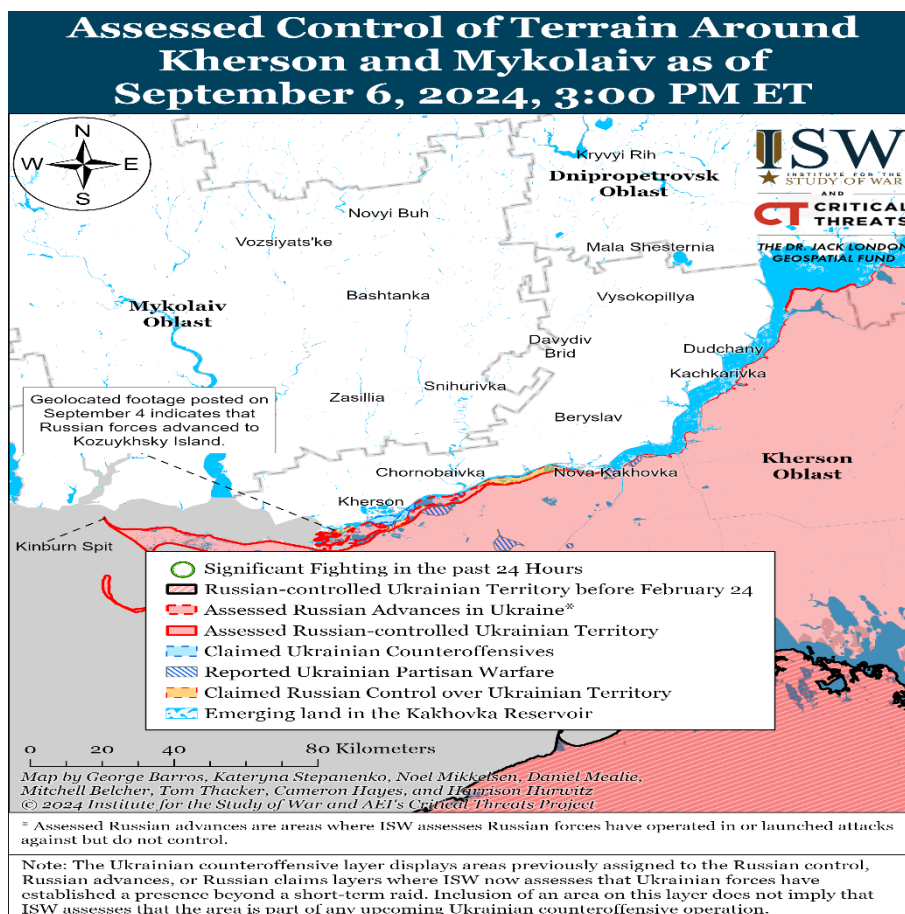 Assessed Control of Terrain Around
Kherson and Mykolaiv as of
September 6, 2024, 3:00 PM ET
N
W
E
S
Kryvyi Rih
Dnipropetrovsk
Oblast
ISW
INSTITUTE FOR THE
STUDY OF WAR
AND
CT CRITICAL
THREATS
THE DR. JACK LONDON
GEOSPATIAL FUND
Novyi Buh
Vozsiyats'ke
Mala Shesternia
Bashtanka
Vysokopillya
Mykolaiv
Oblast
Davydiv
Brid
Dudchany
Kachkarivka
Snihurivka
Zasillia
Geolocated footage posted on
September 4 indicates that
Russian forces advanced to
Kozuykhsky Island.
Beryslav
Chornobaivka
Nova Kakhovka
Kherson
Oblast
Kherson
Kinburn Spit
Significant Fighting in the past 24 Hours
Russian-controlled Ukrainian Territory before February 24
Assessed Russian Advances in Ukraine*
Assessed Russian-controlled Ukrainian Territory
Claimed Ukrainian Counteroffensives
Reported Ukrainian Partisan Warfare
Claimed Russian Control over Ukrainian Territory
Emerging land in the Kakhovka Reservoir
0 20 40 80 Kilometers
Map by George Barros, Kateryna Stepanenko, Noel Mikkelsen, Daniel Mealie,
Mitchell Belcher, Tom Thacker, Cameron Hayes, and Harrison Hurwitz
© 2024 Institute for the Study of War and AEI's Critical Threats Project
* Assessed Russian advances are areas where ISW assesses Russian forces have operated in or launched attacks
against but do not control.
Note: The Ukrainian counteroffensive layer displays areas previously assigned to the Russian control,
Russian advances, or Russian claims layers where ISW now assesses that Ukrainian forces have
established a presence beyond a short-term raid. Inclusion of an area on this layer does not imply that
ISW assesses that the area is part of any upcoming Ukrainian counteroffensive operation.